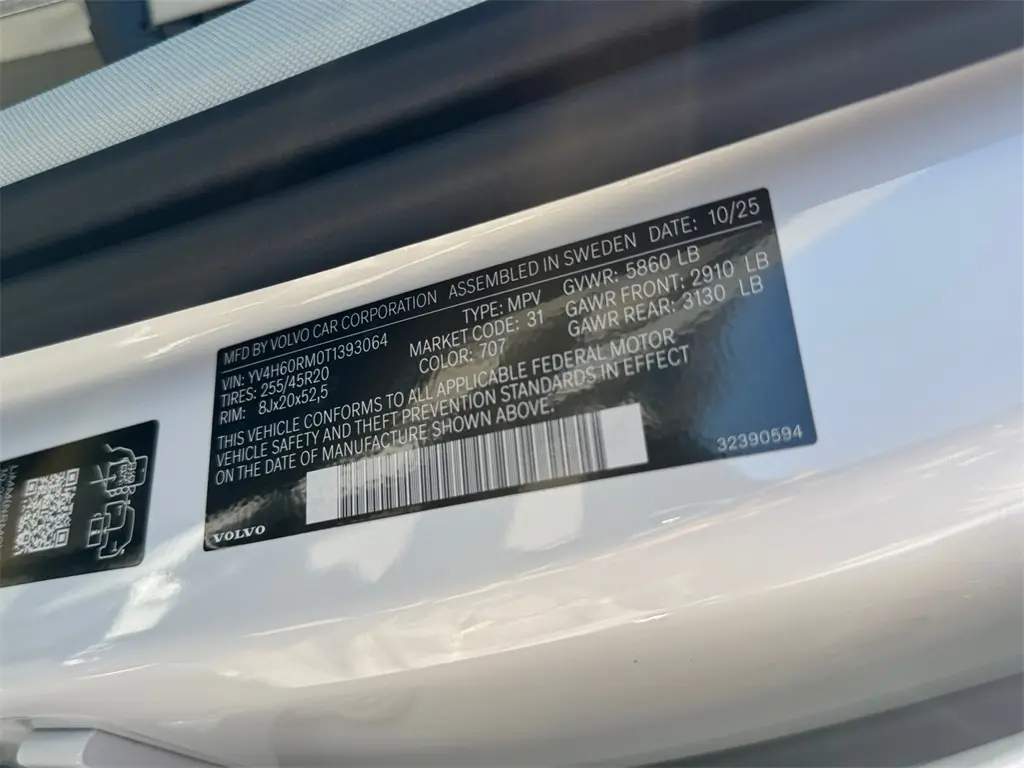 MFD BY VOLVO CAR CORPORATION ASSEMBLED IN SWEDEN DATE: 10/25
VIN: YV4H60RM0T1393064 TYPE: MPV GVWR: 5860 LB
TIRES: 255/45R20 MARKET CODE: 31 GAWR FRONT: 2910 LB
RIM: 8Jx20x52,5 COLOR: 707 GAWR REAR: 3130 LB
THIS VEHICLE CONFORMS TO ALL APPLICABLE FEDERAL MOTOR
VEHICLE SAFETY AND THEFT PREVENTION STANDARDS IN EFFECT
ON THE DATE OF MANUFACTURE SHOWN ABOVE.
VOLVO 32390594